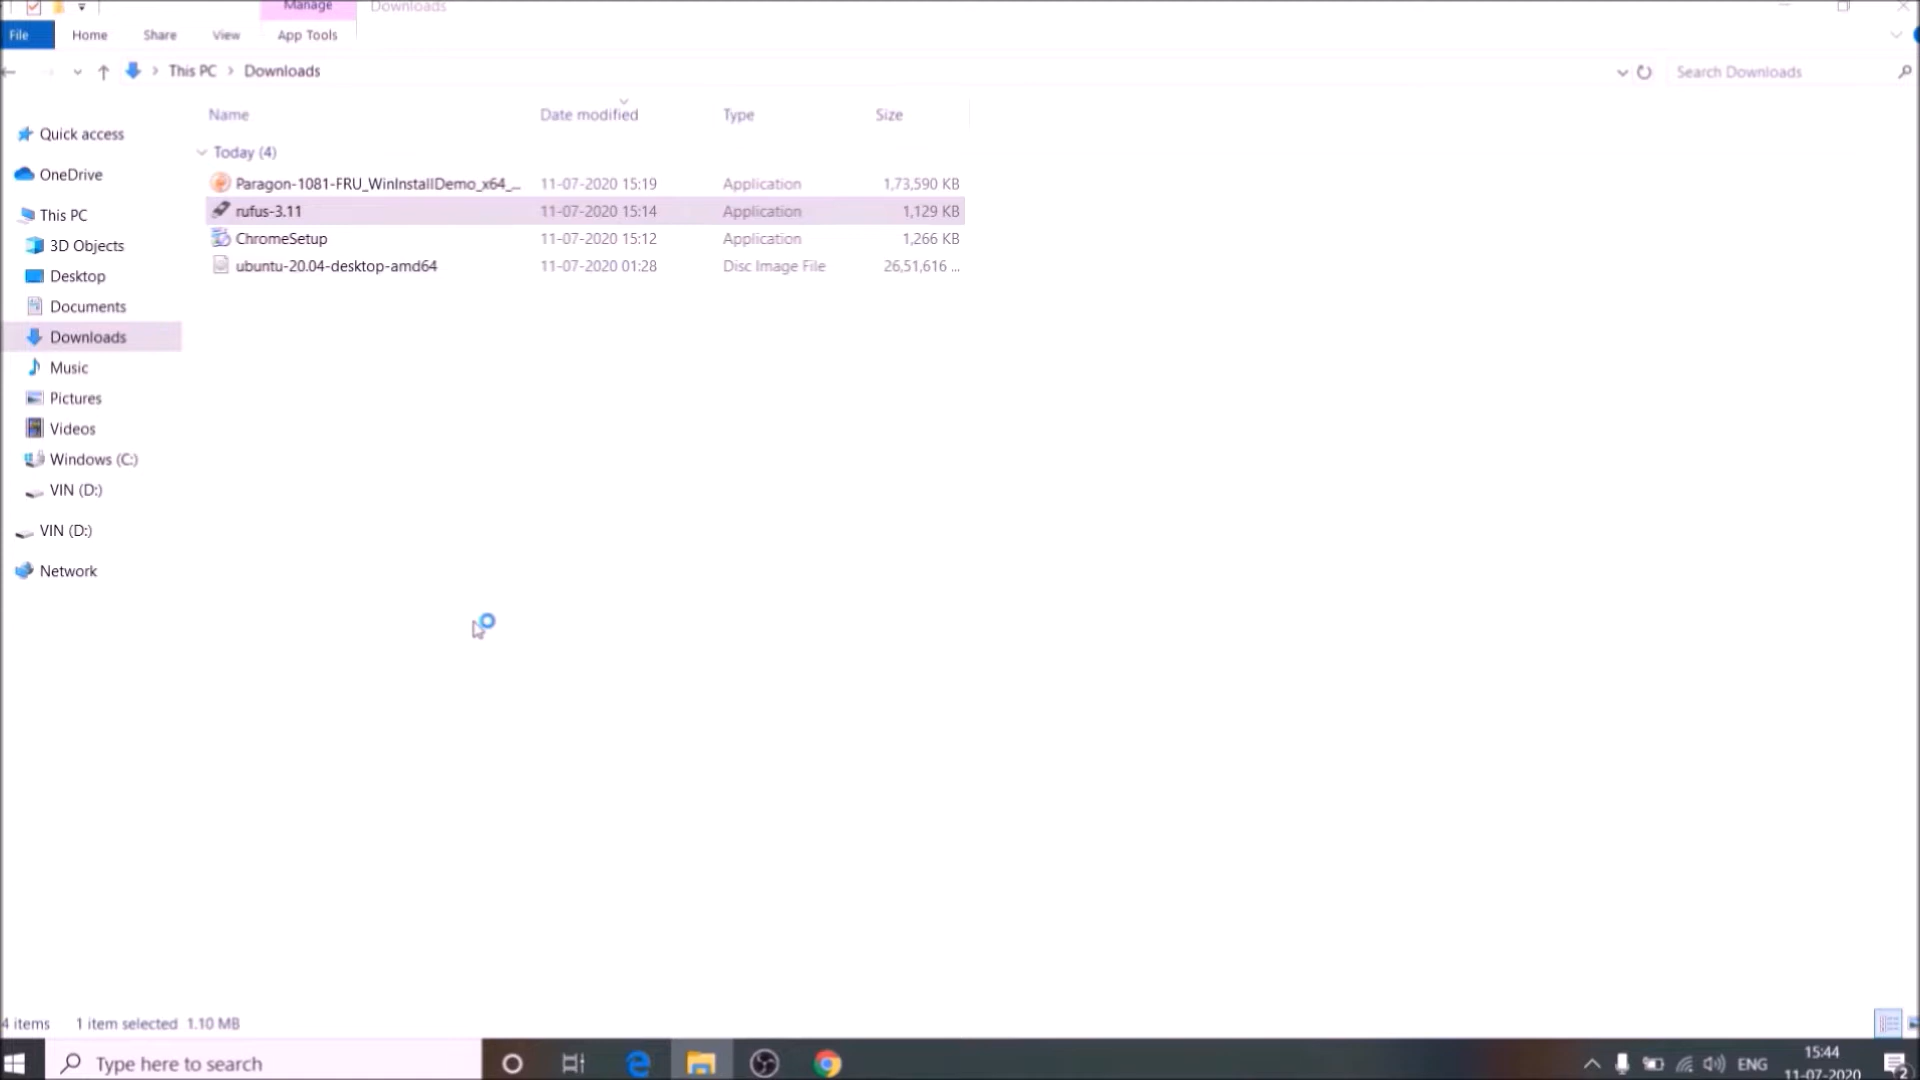 Manage Downloads
File Home Share View App Tools
This PC Downloads Search Downloads
Name Date modified Type Size
Quick access
OneDrive
This PC
3D Objects
Desktop
Documents
Downloads
Music
Pictures
Videos
Windows (C:)
VIN (D:)
VIN (D:)
Network
Today (4)
Paragon-1081-FRU_WinInstallDemo_x64_... 11-07-2020 15:19 Application 1,73,590 KB
rufus-3.11 11-07-2020 15:14 Application 1,129 KB
ChromeSetup 11-07-2020 15:12 Application 1,266 KB
ubuntu-20.04-desktop-amd64 11-07-2020 01:28 Disc Image File 26,51,616 ...
4 items 1 item selected 1.10 MB
Type here to search ENG 15:44
11-07-2020 2